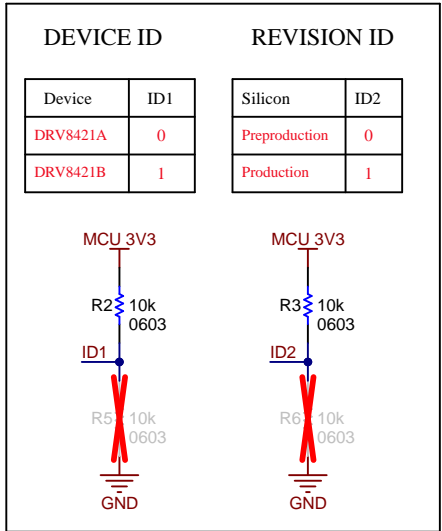 DEVICE ID REVISION ID
Device ID1 Silicon ID2
DRV8421A 0 Preproduction 0
DRV8421B 1 Production 1
MCU 3V3 MCU 3V3
R2 10k R3 10k
0603 0603
ID1 ID2
R5 10k R6 10k
0603 0603
GND GND